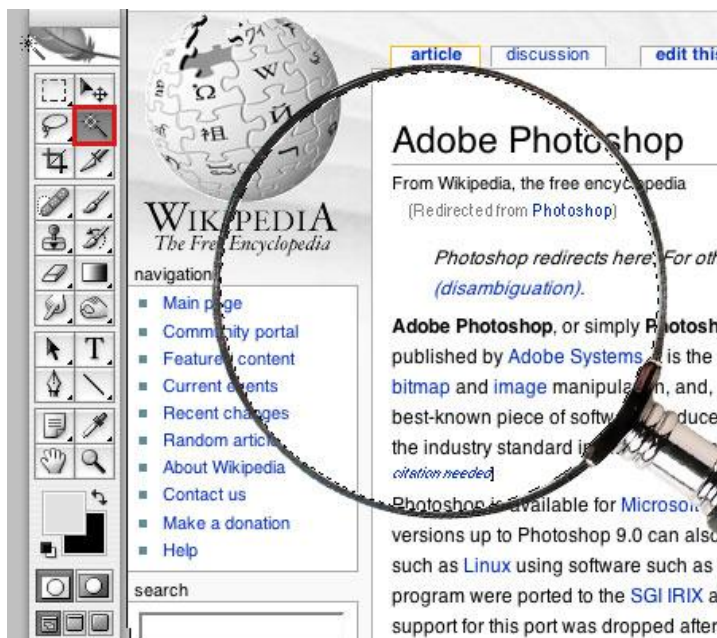 article discussion edit this
Ω W И 祖
WIKIPEDIA
The Free Encyclopedia
Adobe Photoshop
From Wikipedia, the free encyclopedia
(Redirected from Photoshop)
Photoshop redirects here. For oth
(disambiguation).
navigation
Main page
Community portal
Featured content
Current events
Recent changes
Random article
About Wikipedia
Contact us
Make a donation
Help
search
Adobe Photoshop, or simply Photosh
published by Adobe Systems. It is the
bitmap and image manipulation, and,
best-known piece of software produce
the industry standard in
citation needed]
Photoshop is available for Microsoft
versions up to Photoshop 9.0 can also
such as Linux using software such as
program were ported to the SGI IRIX a
support for this port was dropped after
T